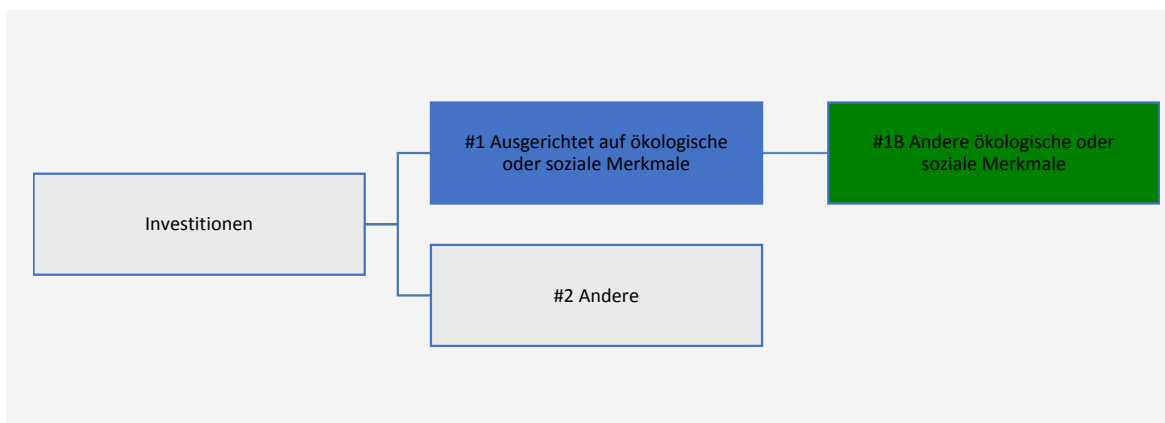 #1 Ausgerichtet auf ökologische
oder soziale Merkmale
#1B Andere ökologische oder
soziale Merkmale
Investitionen
#2 Andere